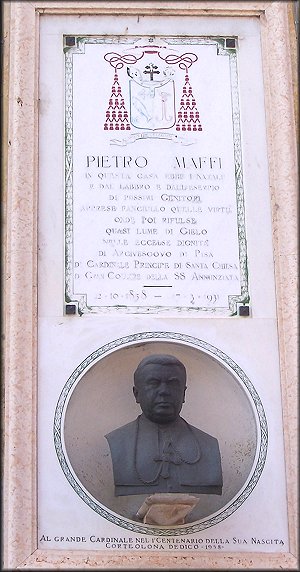 PIETRO MAFFI
IN QUESTA CASA EBBE I NATALI
E DAL LABBRO E DALL'ESEMPIO
DI POVERI GENITORI
APPRESE FANCIULLO QUELLE VIRTÙ
ONDE POI RIFULSE
QUASI LUME DI CIELO
NELLE ECCELSE DIGNITÀ
DI ARCIVESCOVO DI PISA
DI CARDINALE PRINCIPE DI SANTA CHIESA
DI GRAN COLLARE DELLA SS. ANNUNZIATA
12-10-1858 - 17-3-1931
AL GRANDE CARDINALE NEL I° CENTENARIO DELLA SUA NASCITA
CORTEOLONA DEDICÒ -1958-